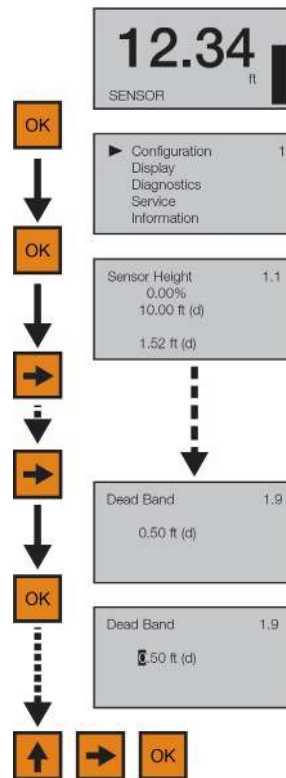 12.34
ft
SENSOR
OK
Configuration 1
Display
Diagnostics
Service
Information
OK
Sensor Height 1.1
0.00%
10.00 ft (d)
1.52 ft (d)
Dead Band 1.9
0.50 ft (d)
OK
Dead Band 1.9
0.50 ft (d)
OK